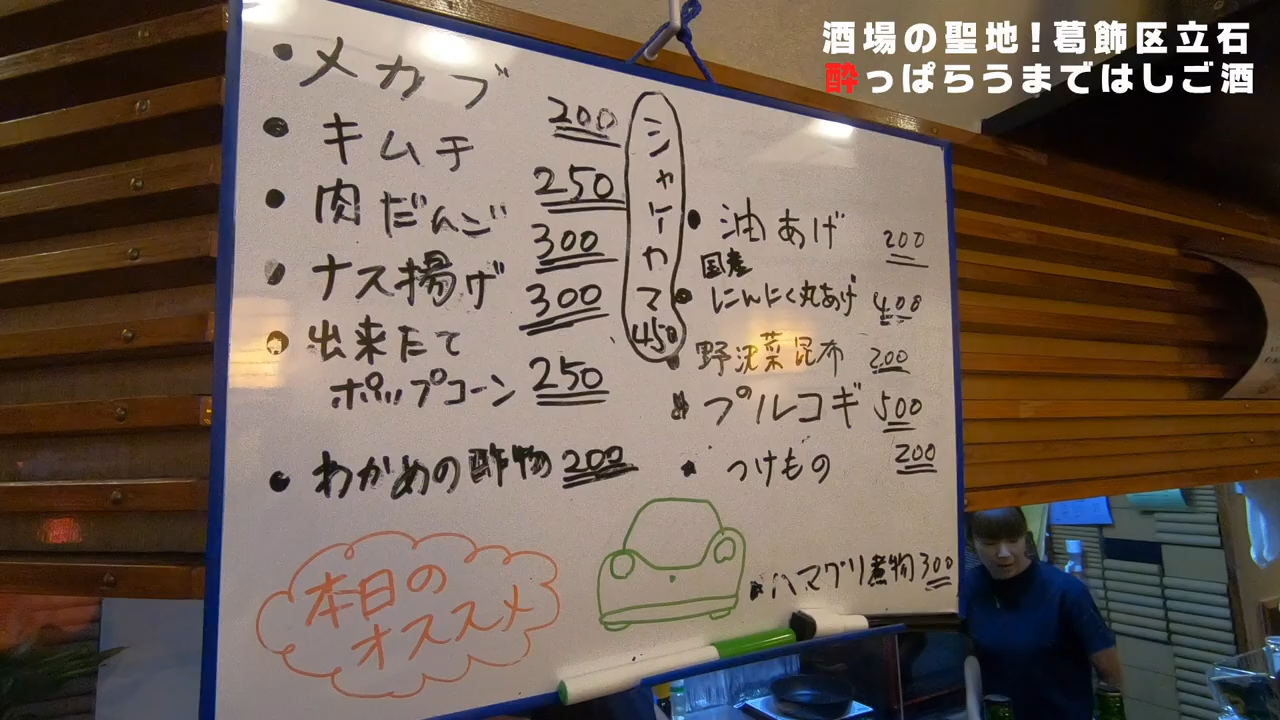 酒場の聖地!葛飾区立石
酔っぱらうまではしご酒
・メカブ 200
・キムチ 250
・肉だんご 300
・ナス揚げ 300
・出来たて
ポップコーン 250
・わかめの酢物 200
シャトーカマ 450
・油あげ 200
国産
・にんにく丸あげ 400
・野沢菜昆布 200
・プルコギ 500
・つけもの 200
・ハマグリ煮物 300
本日の
オススメ